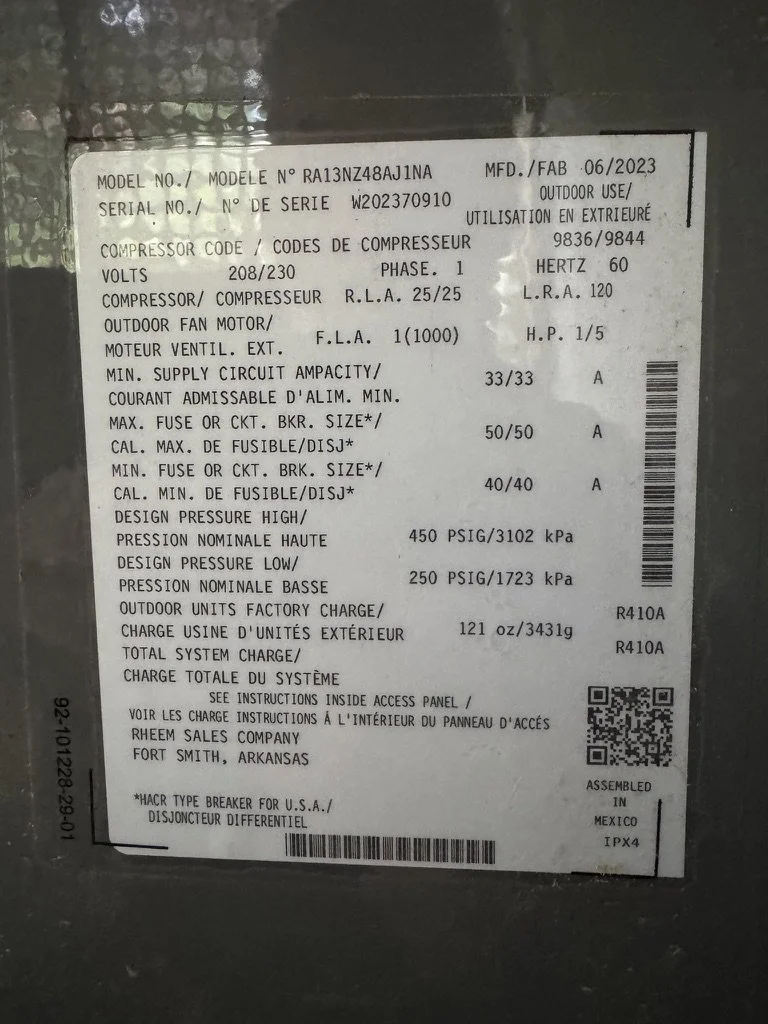 MODEL NO./ MODELE N° RA13NZ48AJ1NA MFD./FAB 06/2023
SERIAL NO./ N° DE SERIE W202370910 OUTDOOR USE/
UTILISATION EN EXTRIEURÉ
COMPRESSOR CODE / CODES DE COMPRESSEUR 9836/9844
VOLTS 208/230 PHASE. 1 HERTZ 60
COMPRESSOR/ COMPRESSEUR R.L.A. 25/25 L.R.A. 120
OUTDOOR FAN MOTOR/
MOTEUR VENTIL. EXT. F.L.A. 1(1000) H.P. 1/5
MIN. SUPPLY CIRCUIT AMPACITY/ 33/33 A
COURANT ADMISSABLE D'ALIM. MIN.
MAX. FUSE OR CKT. BKR. SIZE*/ 50/50 A
CAL. MAX. DE FUSIBLE/DISJ*
MIN. FUSE OR CKT. BRK. SIZE*/ 40/40 A
CAL. MIN. DE FUSIBLE/DISJ*
DESIGN PRESSURE HIGH/
PRESSION NOMINALE HAUTE 450 PSIG/3102 kPa
DESIGN PRESSURE LOW/
PRESSION NOMINALE BASSE 250 PSIG/1723 kPa
OUTDOOR UNITS FACTORY CHARGE/ R410A
CHARGE USINE D'UNITÉS EXTÉRIEUR 121 oz/3431g
TOTAL SYSTEM CHARGE/ R410A
CHARGE TOTALE DU SYSTÈME
SEE INSTRUCTIONS INSIDE ACCESS PANEL /
VOIR LES CHARGE INSTRUCTIONS Á L'INTÉRIEUR DU PANNEAU D'ACCÉS
RHEEM SALES COMPANY
FORT SMITH, ARKANSAS
ASSEMBLED
IN
MEXICO
IPX4
*HACR TYPE BREAKER FOR U.S.A./
DISJONCTEUR DIFFERENTIEL
92-101228-29-01